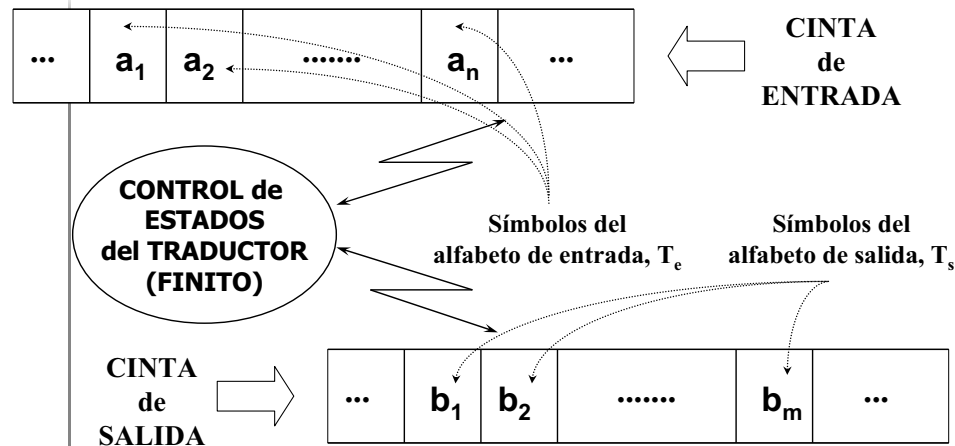 ... a1 a2 ....... an ...
CINTA
de
ENTRADA
CONTROL de
ESTADOS
del TRADUCTOR
(FINITO)
Símbolos del
alfabeto de entrada, Te
Símbolos del
alfabeto de salida, Ts
CINTA
de
SALIDA
... b1 b2 ....... bm ...